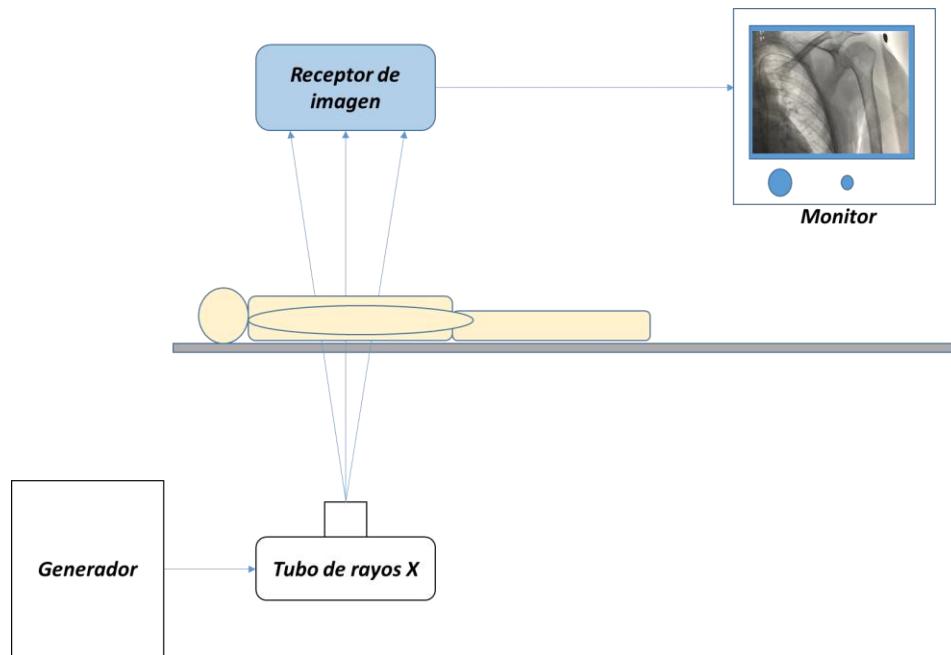 Receptor de
imagen
Monitor
Generador
Tubo de rayos X